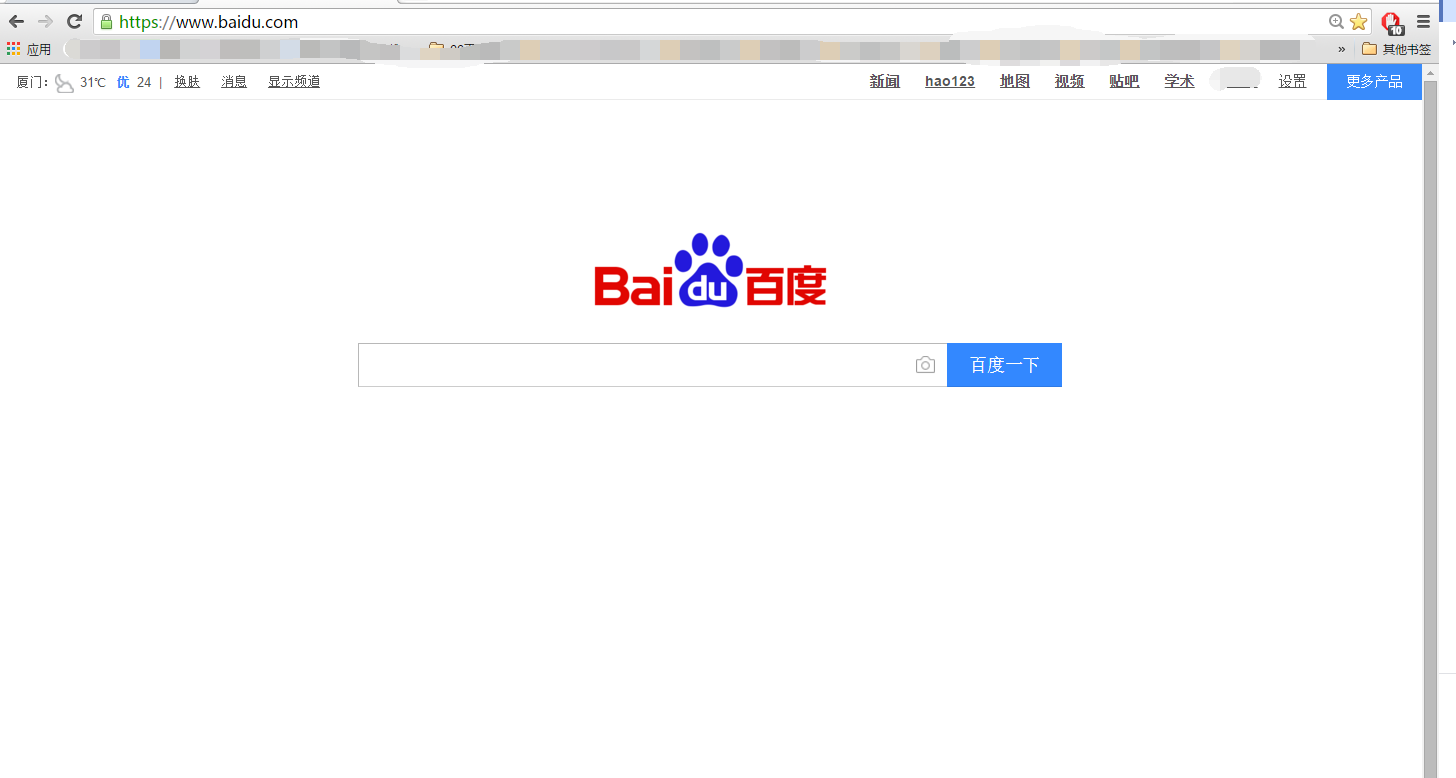 https://www.baidu.com
10
应用
» 其他书签
厦门： 31℃ 优 24 | 换肤 消息 显示频道 新闻 hao123 地图 视频 贴吧 学术 设置 更多产品
Bai du 百度
百度一下